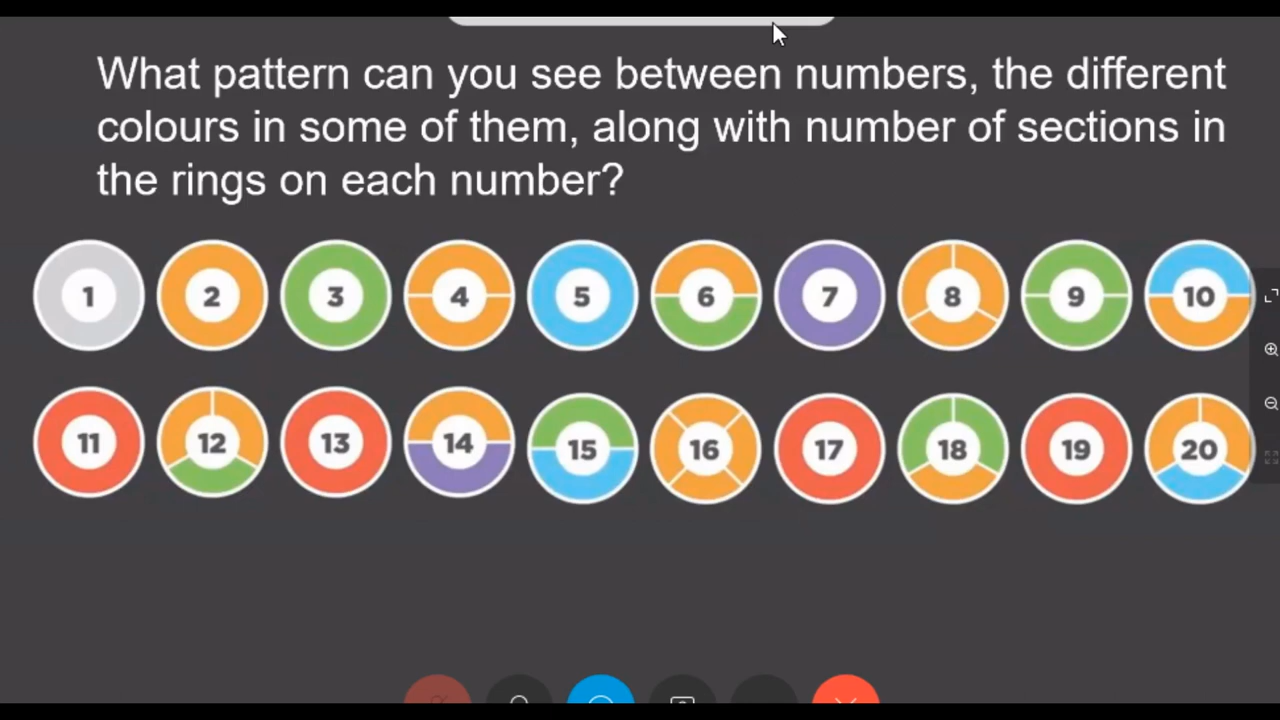 What pattern can you see between numbers, the different
colours in some of them, along with number of sections in
the rings on each number?
1 2 3 4 5 6 7 8 9 10
11 12 13 14 15 16 17 18 19 20